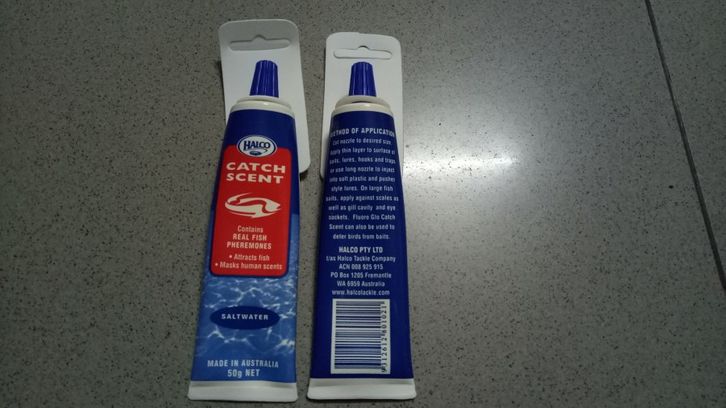 HALCO
CATCH
SCENT
Contains
REAL FISH
PHEREMONES
• Attracts fish
• Masks human scents
SALTWATER
MADE IN AUSTRALIA
50g NET
METHOD OF APPLICATION
Cut nozzle to desired size.
Apply thin layer to surface of
baits, lures, hooks and traps
or use long nozzle to inject
into soft plastic and pusher
style lures. On large fish
baits, apply against scales as
well as gill cavity and eye
sockets. Fluoro Glo Catch
Scent can also be used to
deter birds from baits.
HALCO PTY LTD
t/as Halco Tackle Company
ACN 008 925 915
PO Box 1205 Fremantle
WA 6959 Australia
www.halcotackle.com
9 312612 801021